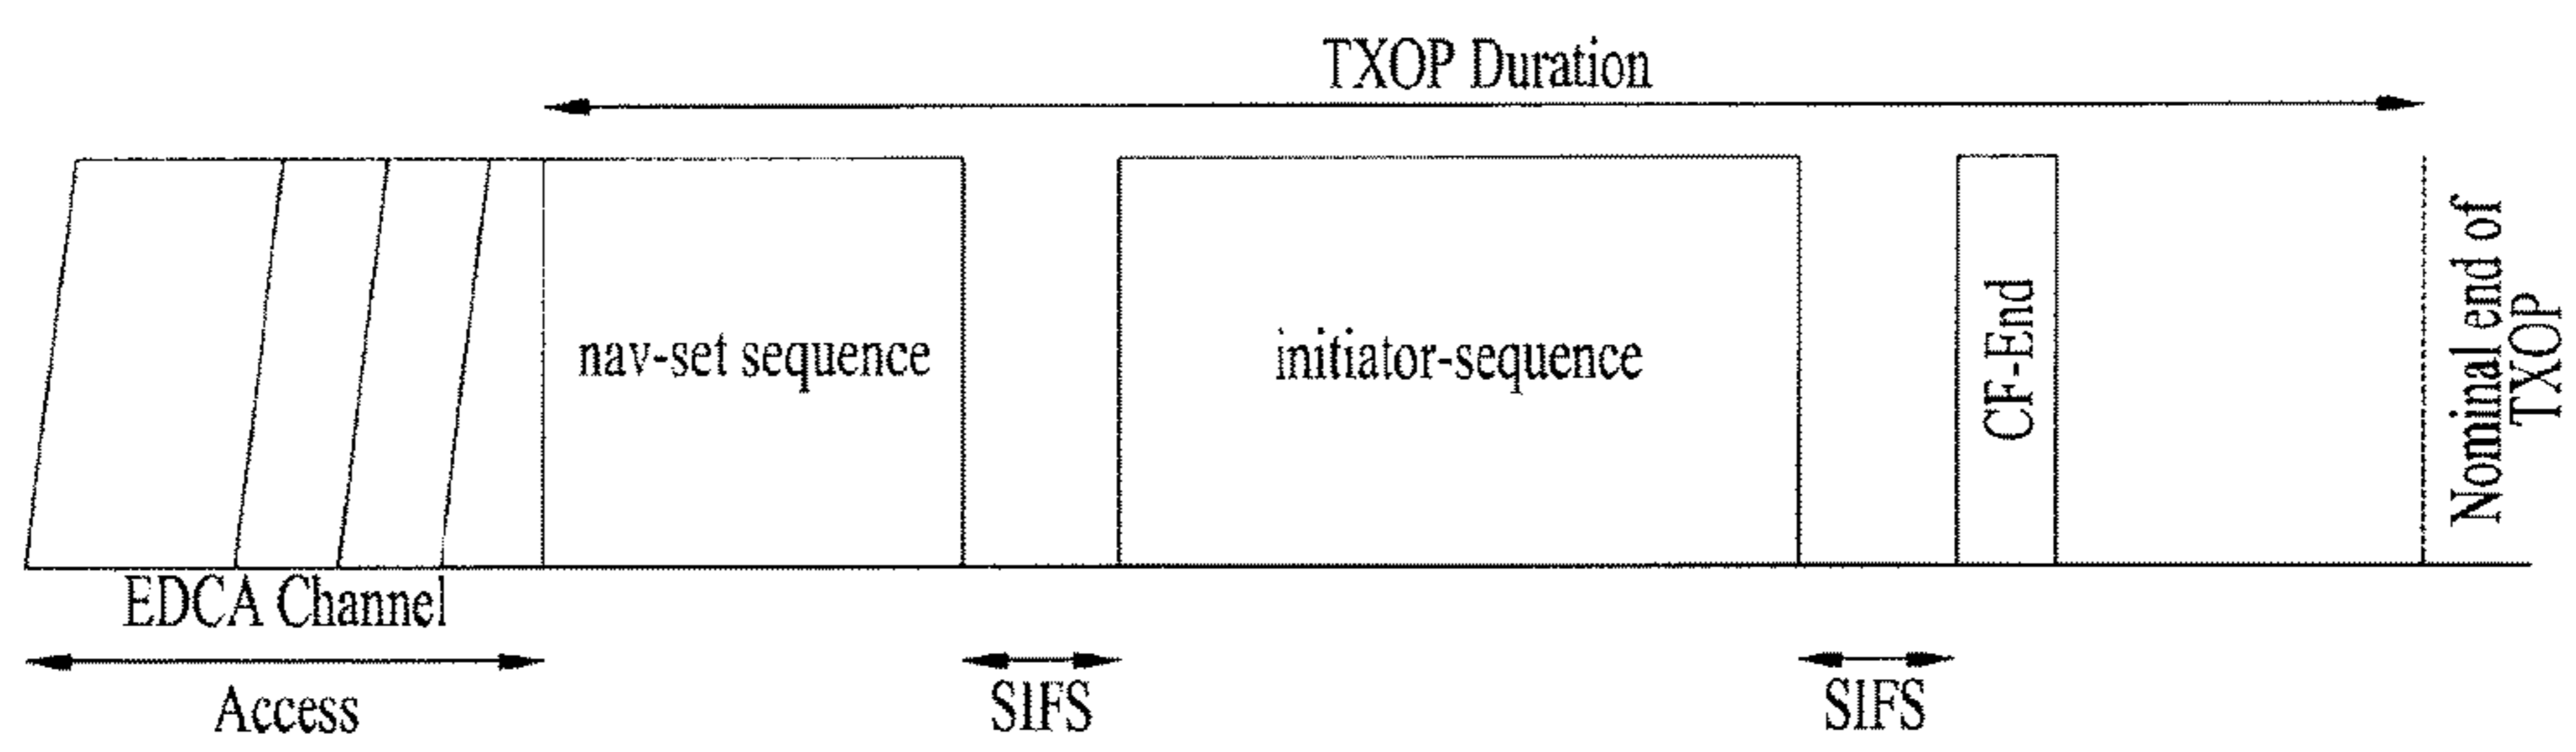 TXOP Duration
nav-set sequence
initiator-sequence
CF-End
Nominal end of
TXOP
EDCA Channel
Access
SIFS
SIFS